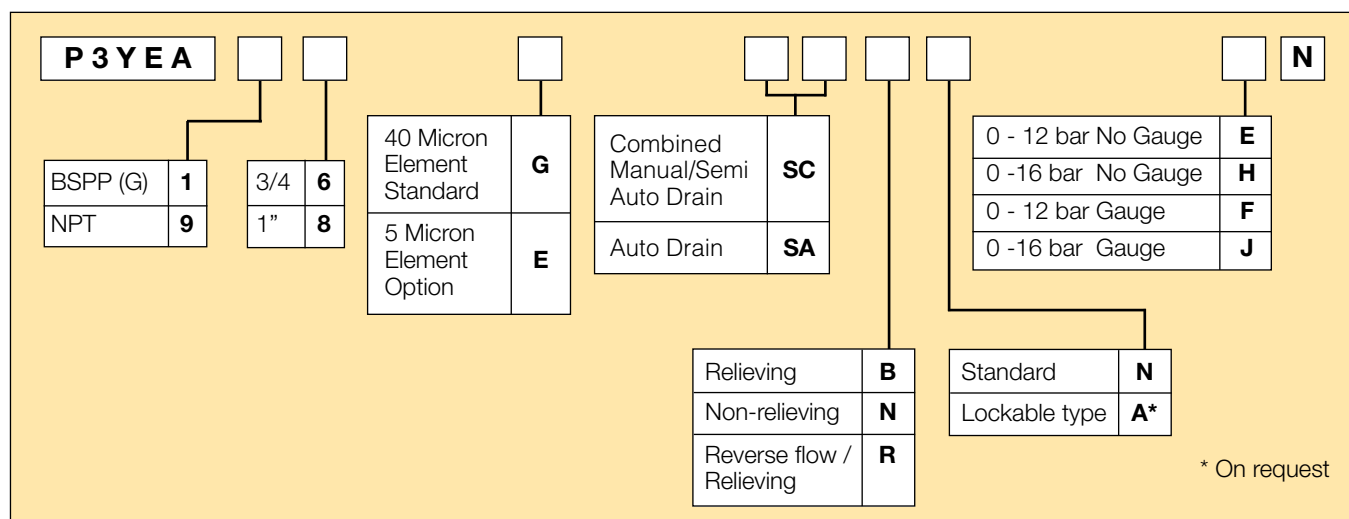 P3YEA N
BSPP (G) 1
NPT 9
3/4 6
1” 8
40 Micron
Element
Standard
G
5 Micron
Element
Option
E
Combined
Manual/Semi
Auto Drain
SC
Auto Drain SA
0 - 12 bar No Gauge E
0 -16 bar No Gauge H
0 - 12 bar Gauge F
0 -16 bar Gauge J
Relieving B
Non-relieving N
Reverse flow /
Relieving
R
Standard N
Lockable type A*
* On request